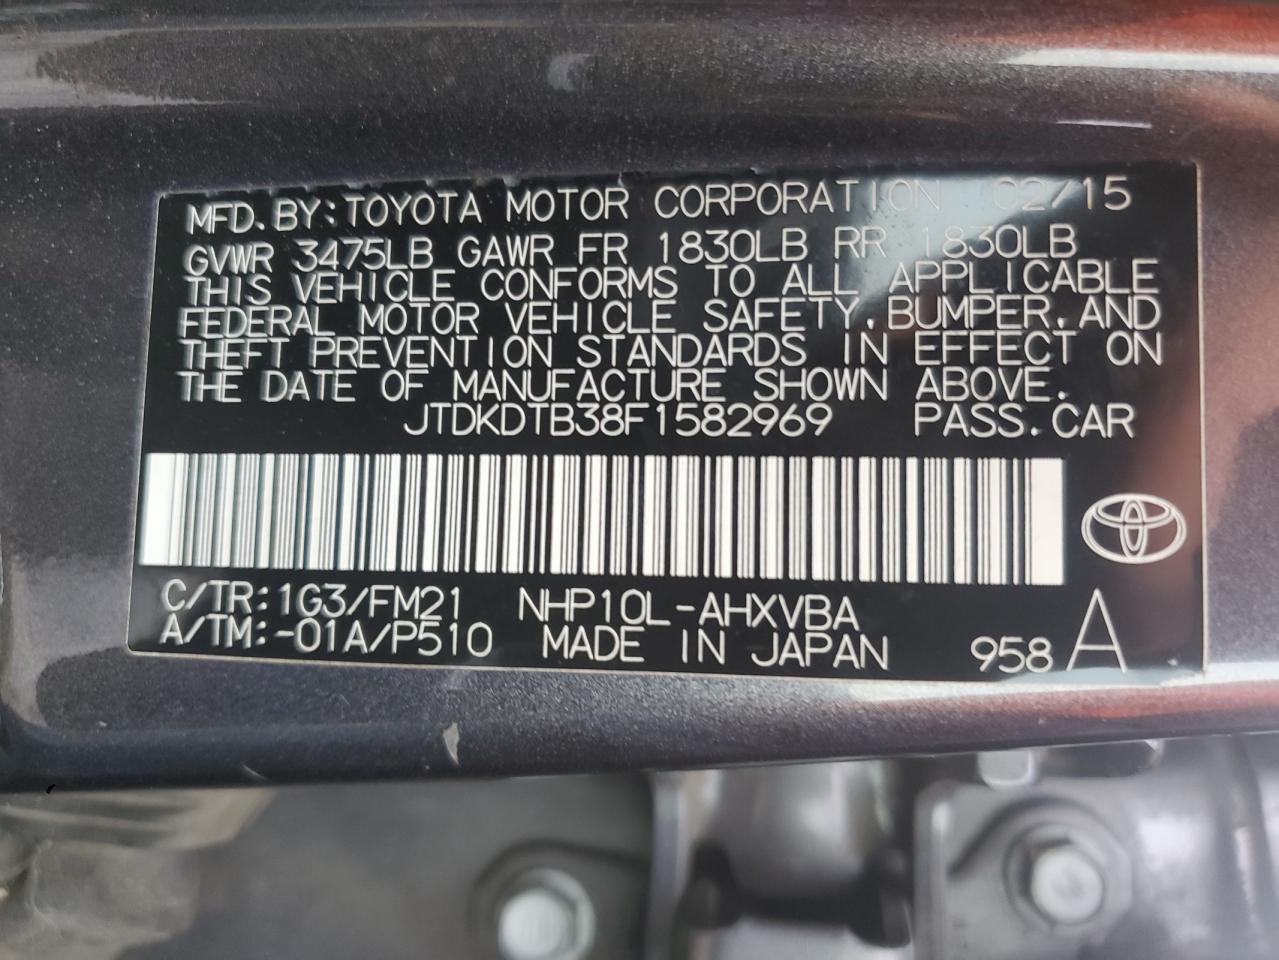 MFD.BY:TOYOTA MOTOR CORPORATION 02/15
GVWR 3475LB GAWR FR 1830LB RR 1830LB
THIS VEHICLE CONFORMS TO ALL APPLICABLE
FEDERAL MOTOR VEHICLE SAFETY,BUMPER,AND
THEFT PREVENTION STANDARDS IN EFFECT ON
THE DATE OF MANUFACTURE SHOWN ABOVE.
JTDKDTB38F1582969 PASS.CAR
C/TR:1G3/FM21 NHP10L-AHXVBA
A/TM:-01A/P510 MADE IN JAPAN 958 A